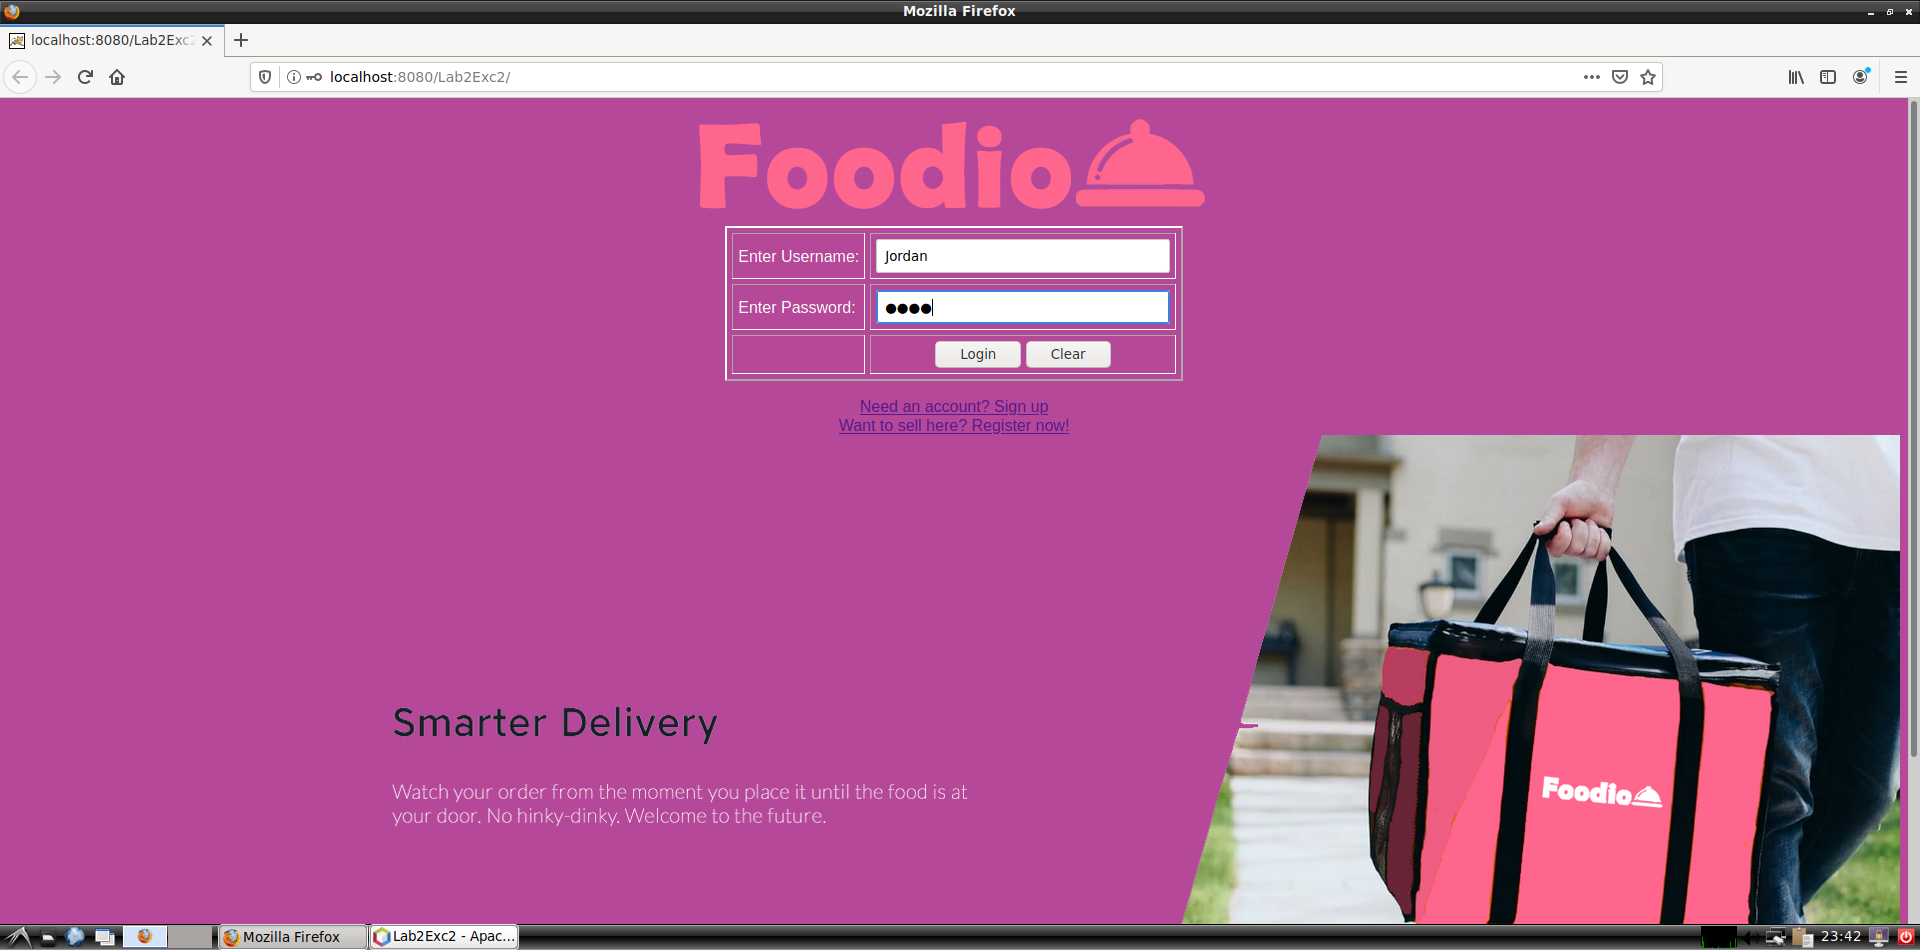 Mozilla Firefox
localhost:8080/Lab2Exc2
localhost:8080/Lab2Exc2/
Foodio
Enter Username: Jordan
Enter Password:
Login Clear
Need an account? Sign up
Want to sell here? Register now!
Smarter Delivery
Watch your order from the moment you place it until the food is at
your door. No hinky-dinky. Welcome to the future.
Foodio
Mozilla Firefox
Lab2Exc2 - Apac...
23:42